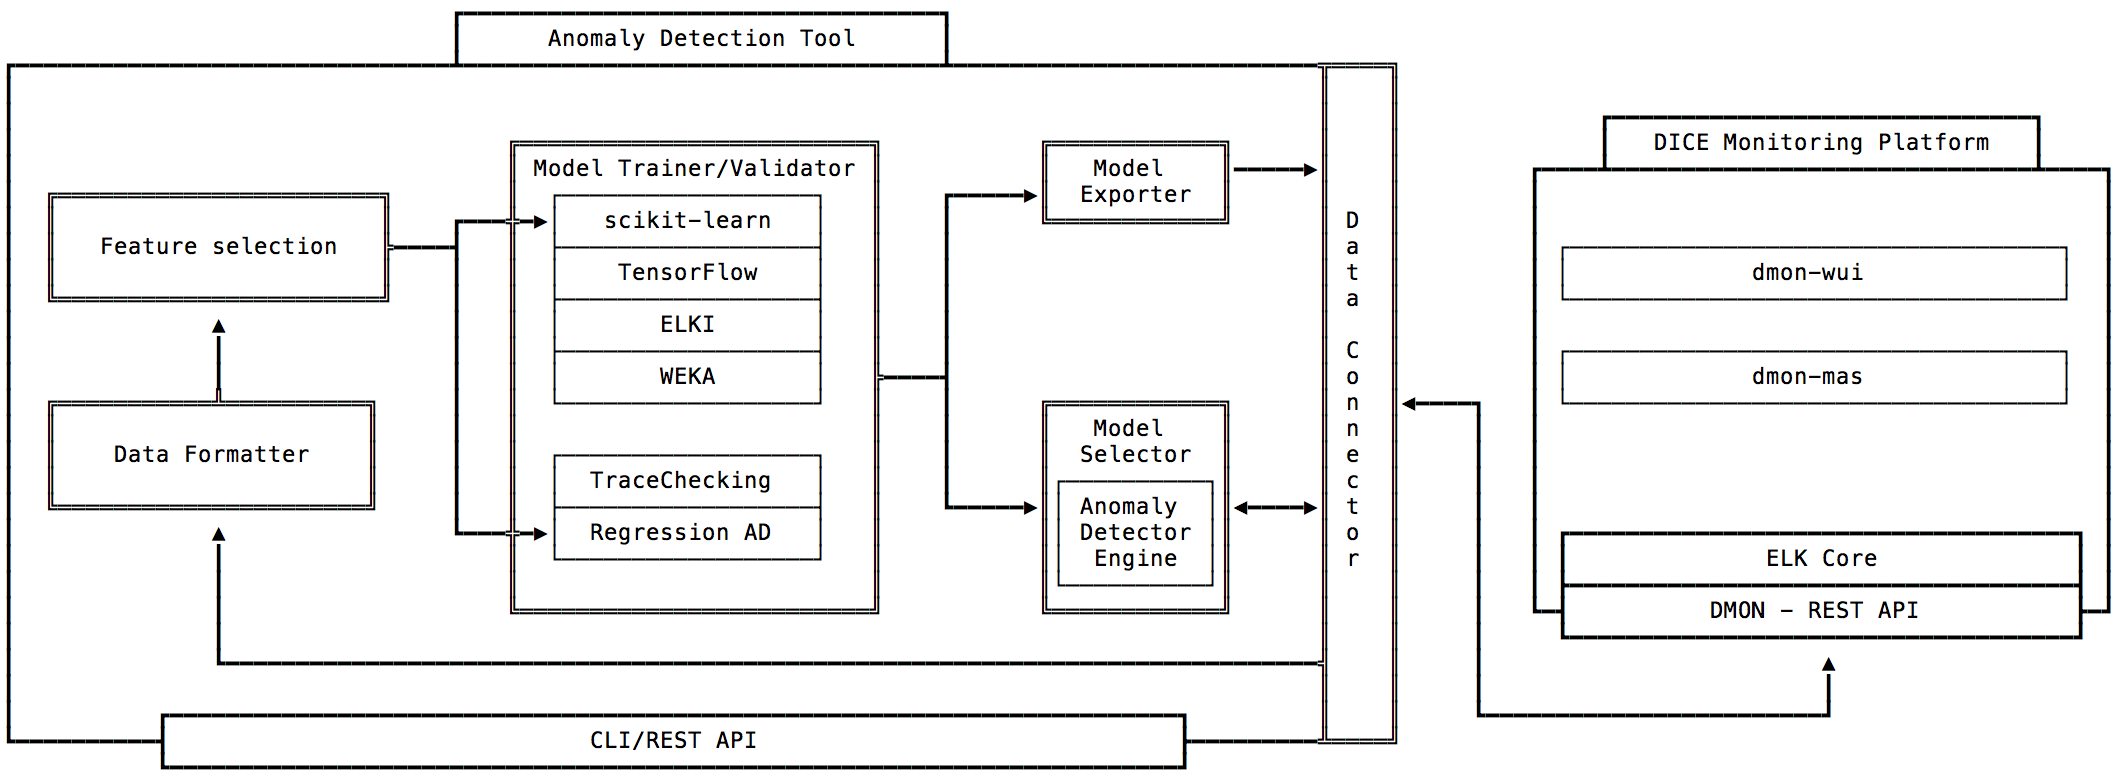 Anomaly Detection Tool
Feature selection
Data Formatter
Model Trainer/Validator
scikit-learn
TensorFlow
ELKI
WEKA
TraceChecking
Regression AD
Model
Exporter
Model
Selector
Anomaly
Detector
Engine
Data Connector
CLI/REST API
DICE Monitoring Platform
dmon-wui
dmon-mas
ELK Core
DMON - REST API